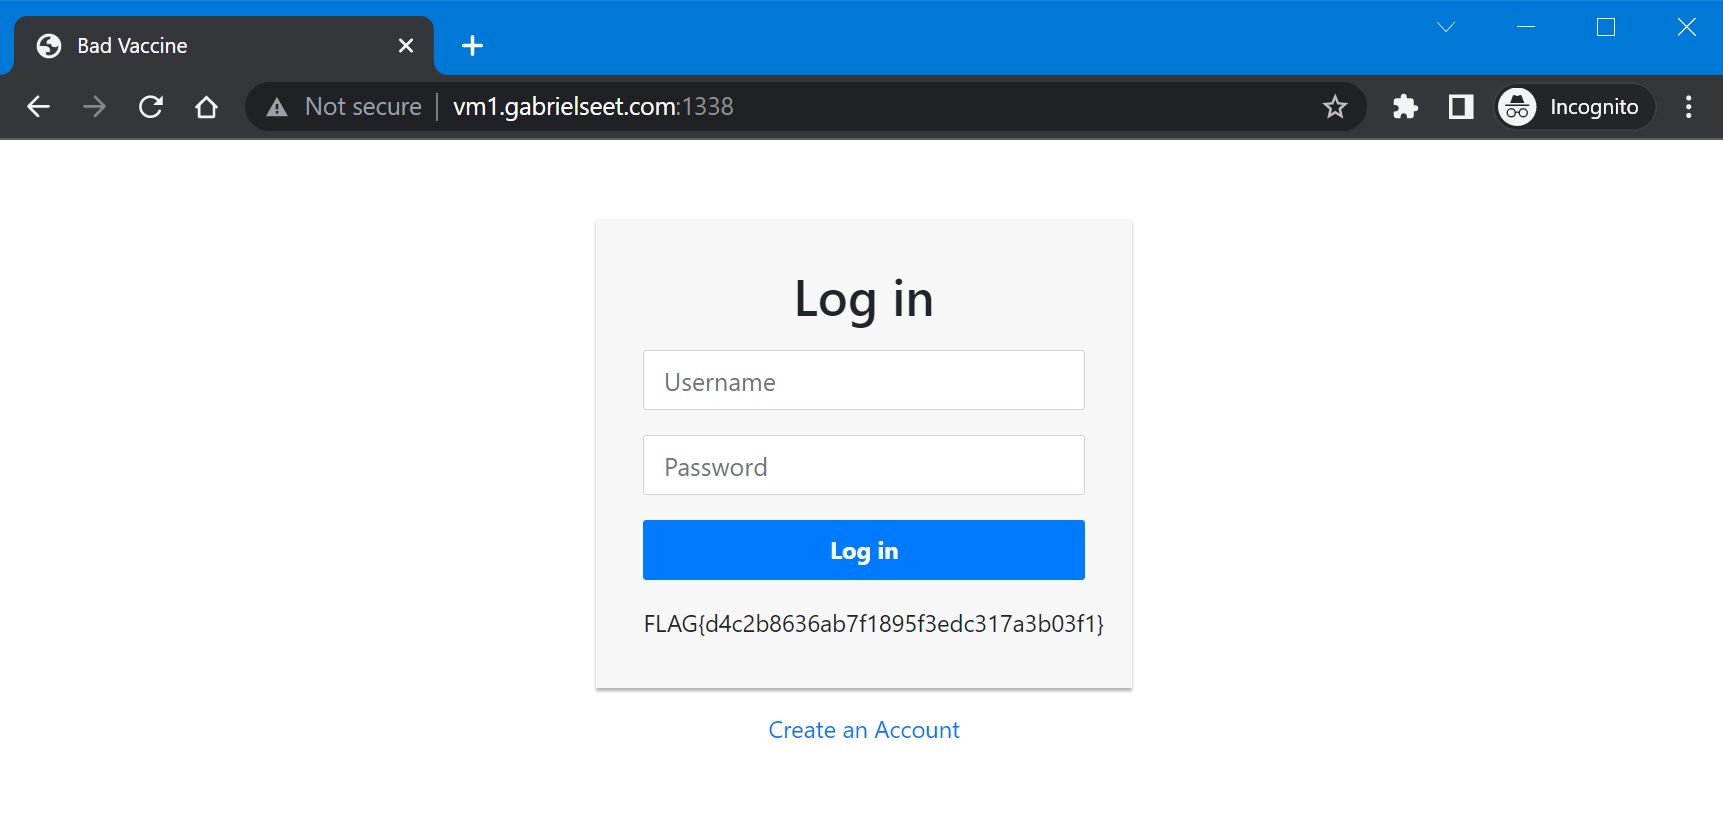 Bad Vaccine
Not secure vm1.gabrielseet.com:1338 Incognito
Log in
Username
Password
Log in
FLAG{d4c2b8636ab7f1895f3edc317a3b03f1}
Create an Account